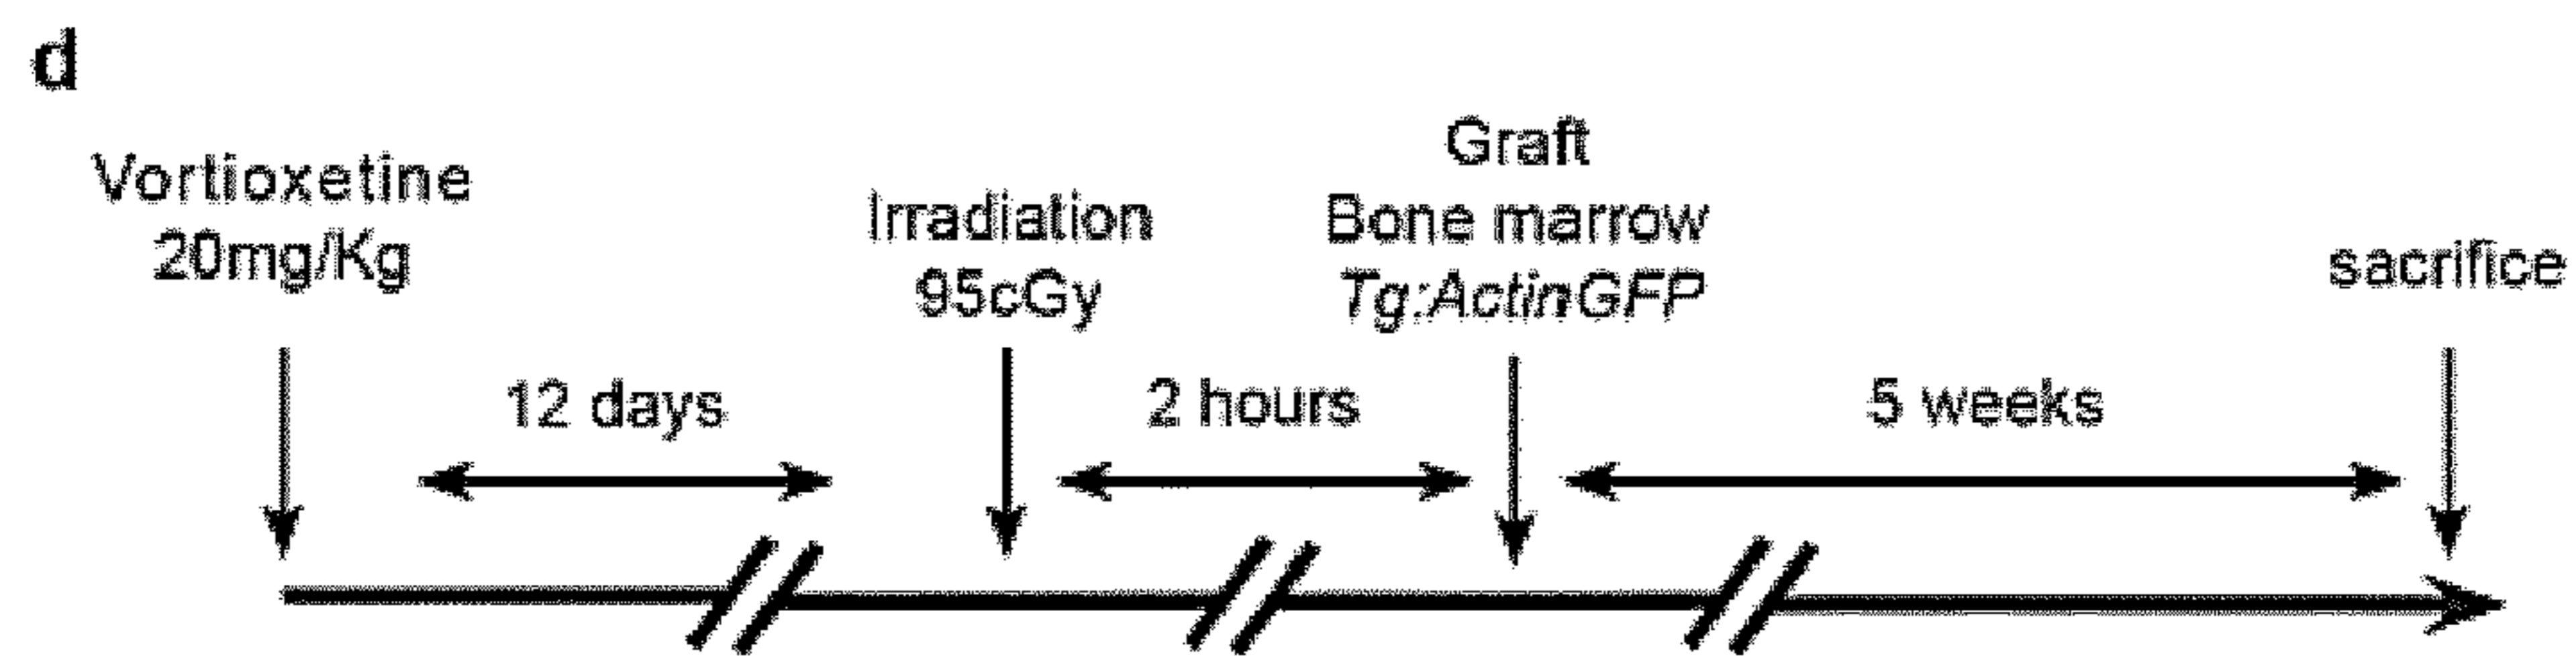 d
Vortioxetine
20mg/Kg
Irradiation
95cGy
Graft
Bone marrow
Tg:ActinGFP
sacrifice
12 days
2 hours
5 weeks